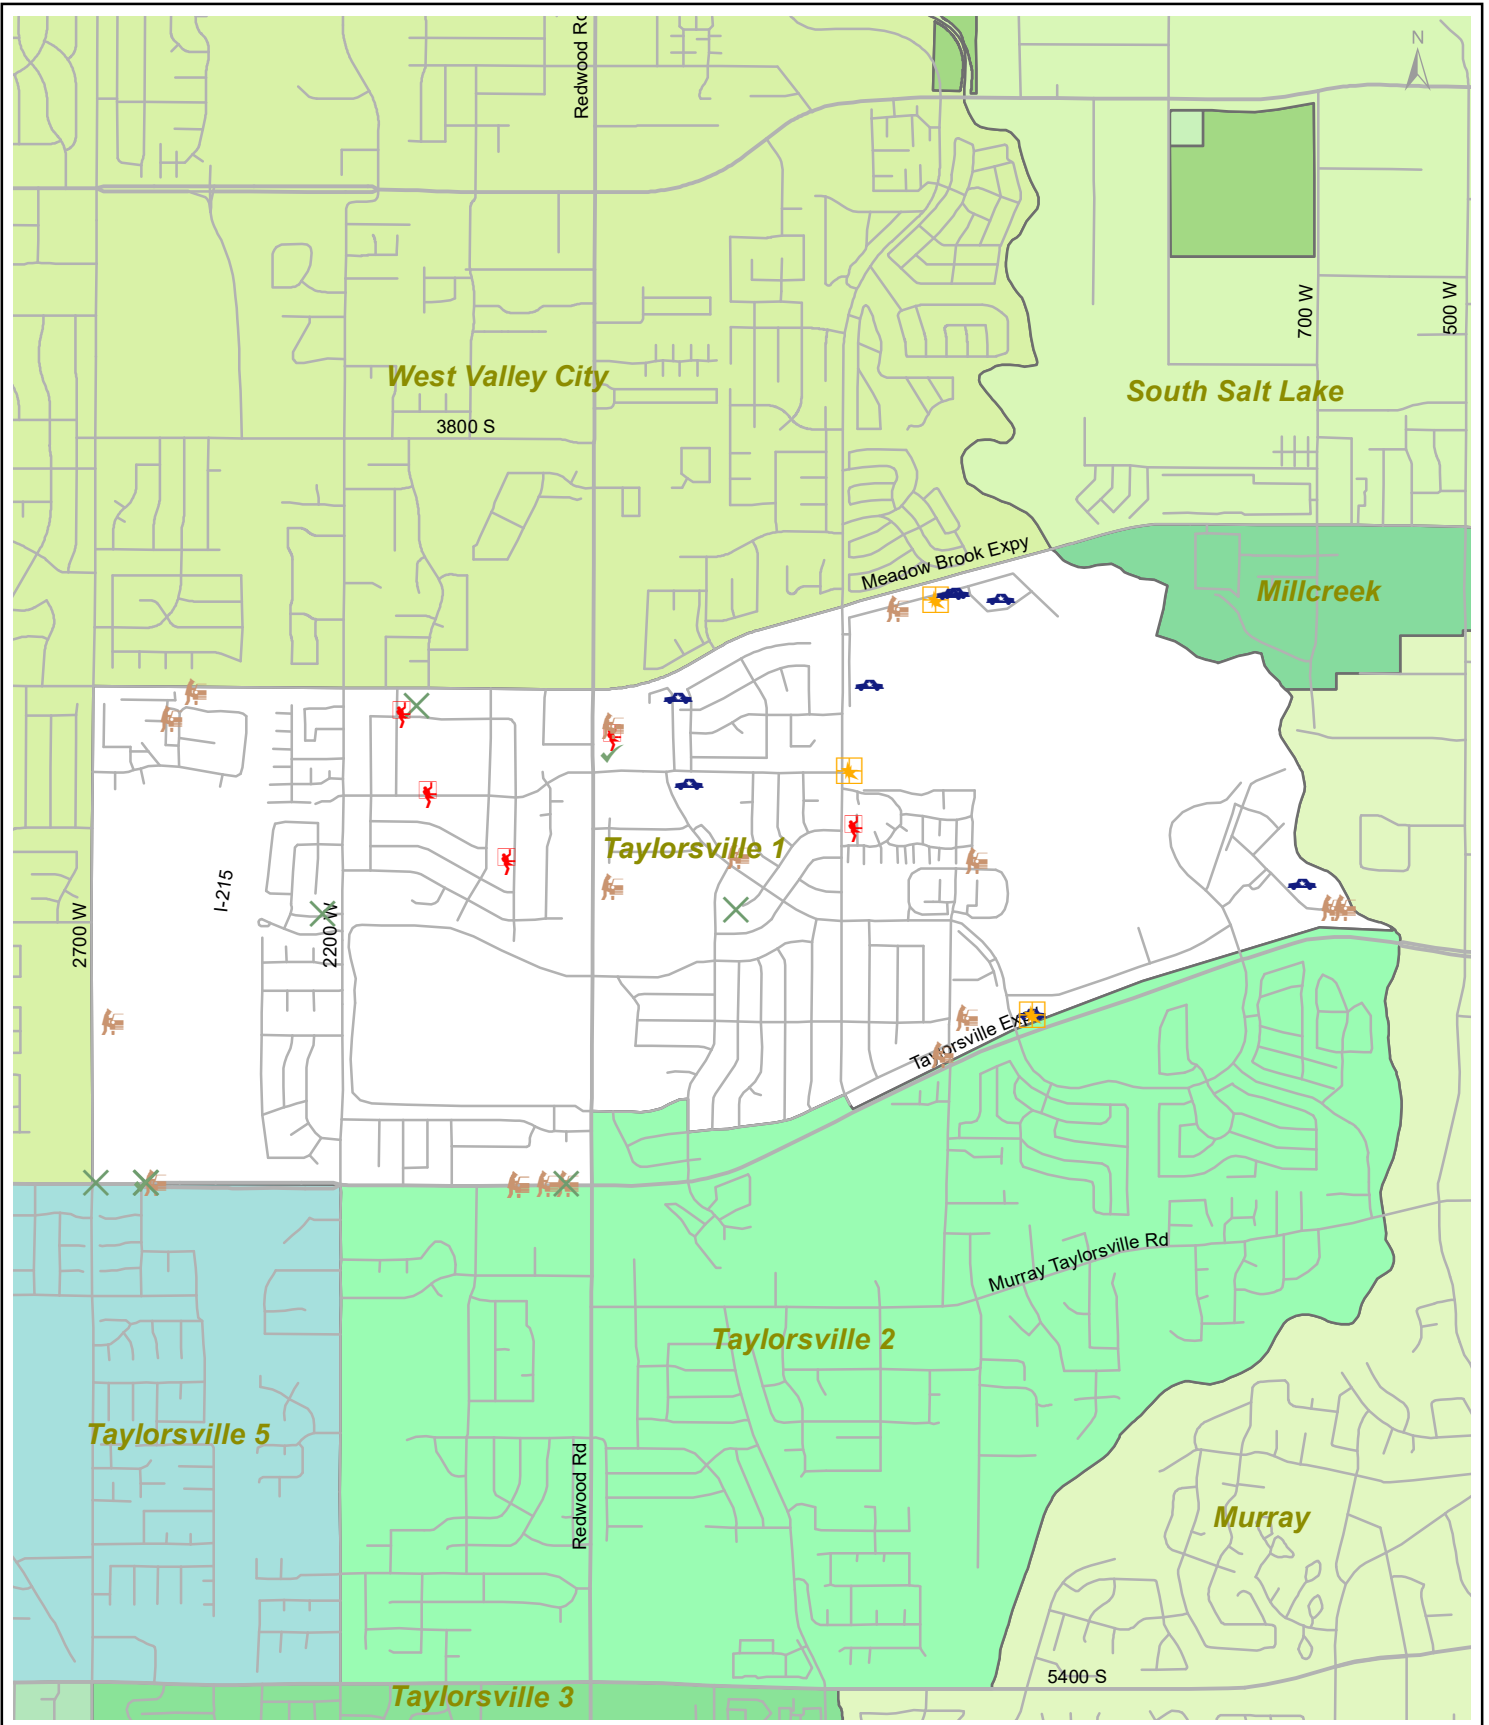 Redwood Rd
N
700 W
500 W
West Valley City
South Salt Lake
3800 S
Meadow Brook Expy
Millcreek
Taylorsville 1
I-215
2700 W
2200 W
Taylorsville Expy
Murray Taylorsville Rd
Taylorsville 2
Taylorsville 5
Redwood Rd
Murray
5400 S
Taylorsville 3